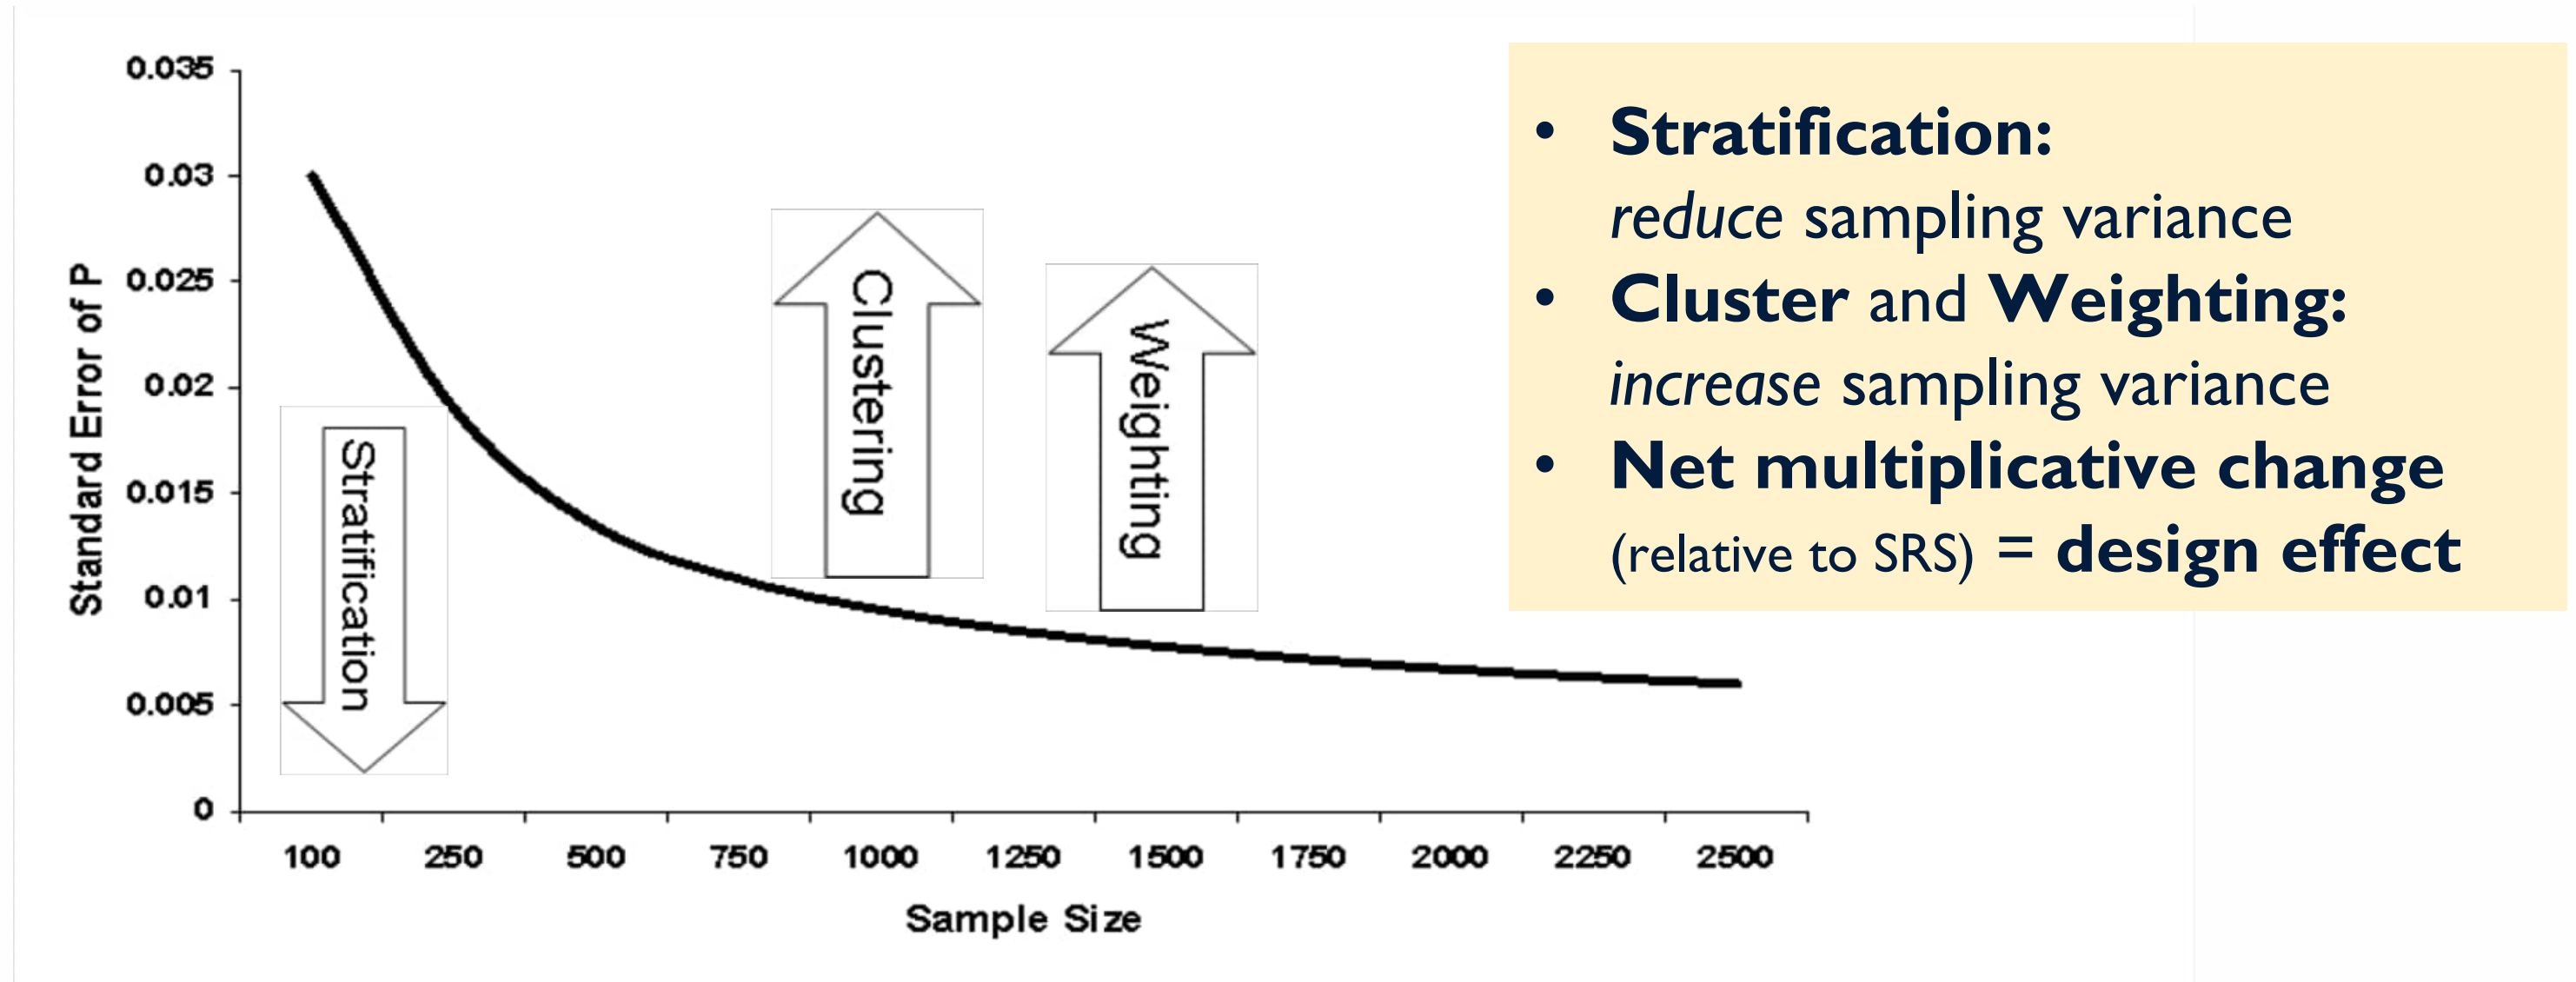 0.035
0.03
0.025
0.02
0.015
0.01
0.005
0
Standard Error of P
Stratification
Clustering
Weighting
100 250 500 750 1000 1250 1500 1750 2000 2250 2500
Sample Size
• Stratification:
reduce sampling variance
• Cluster and Weighting:
increase sampling variance
• Net multiplicative change
(relative to SRS) = design effect